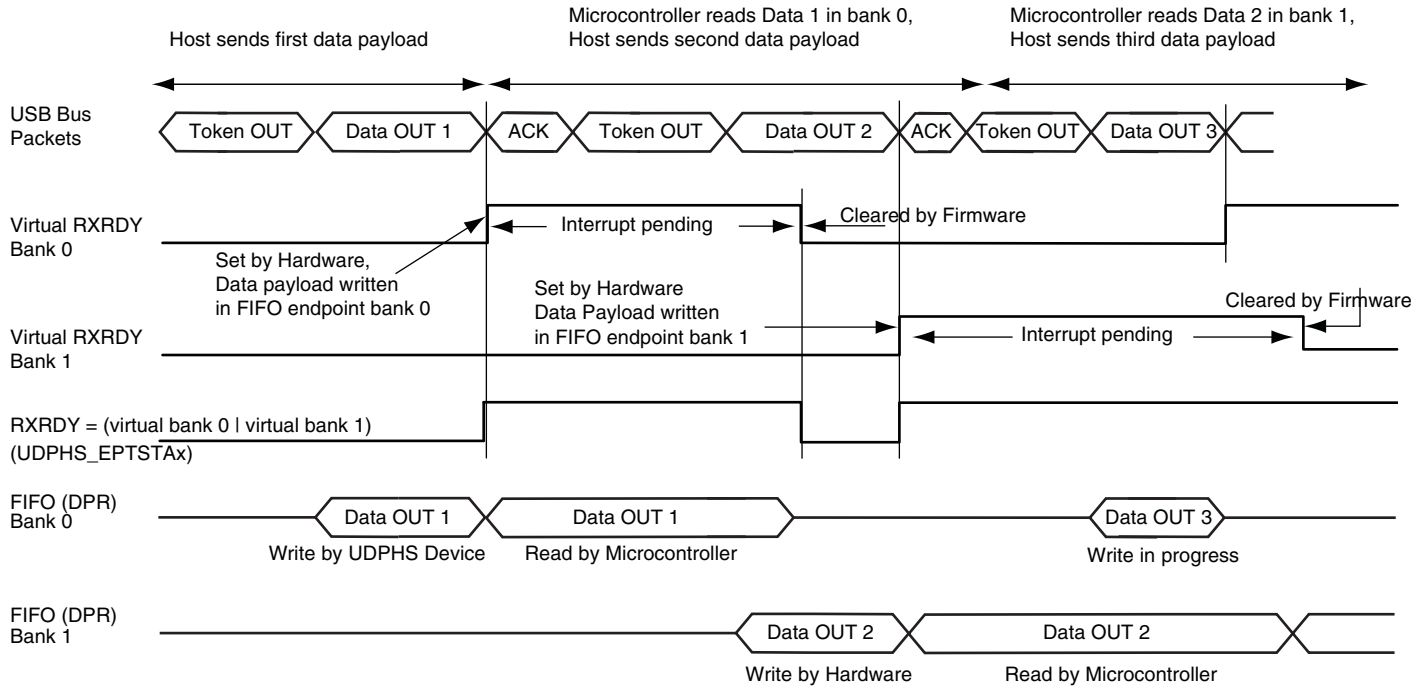 Host sends first data payload
Microcontroller reads Data 1 in bank 0,
Host sends second data payload
Microcontroller reads Data 2 in bank 1,
Host sends third data payload
USB Bus
Packets
Token OUT
Data OUT 1
ACK
Token OUT
Data OUT 2
ACK
Token OUT
Data OUT 3
Virtual RXRDY
Bank 0
Interrupt pending
Cleared by Firmware
Set by Hardware,
Data payload written
in FIFO endpoint bank 0
Set by Hardware
Data Payload written
in FIFO endpoint bank 1
Cleared by Firmware
Virtual RXRDY
Bank 1
Interrupt pending
RXRDY = (virtual bank 0 | virtual bank 1)
(UDPHS_EPTSTAx)
FIFO (DPR)
Bank 0
Data OUT 1
Data OUT 1
Data OUT 3
Write by UDPHS Device
Read by Microcontroller
Write in progress
FIFO (DPR)
Bank 1
Data OUT 2
Data OUT 2
Write by Hardware
Read by Microcontroller